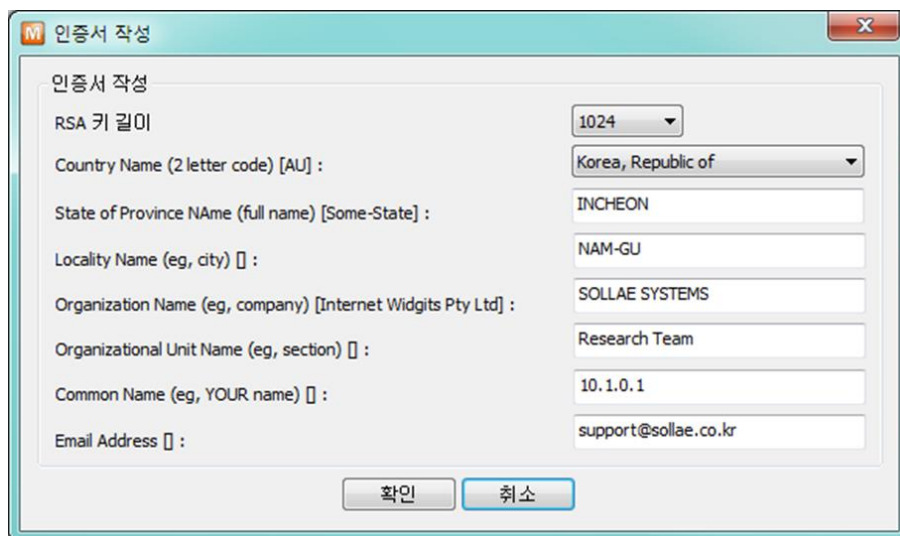 인증서 작성
인증서 작성
RSA 키 길이 1024
Country Name (2 letter code) [AU] : Korea, Republic of
State of Province NAme (full name) [Some-State] : INCHEON
Locality Name (eg, city) [] : NAM-GU
Organization Name (eg, company) [Internet Widgits Pty Ltd] : SOLLAE SYSTEMS
Organizational Unit Name (eg, section) [] : Research Team
Common Name (eg, YOUR name) [] : 10.1.0.1
Email Address [] : support@sollae.co.kr
확인 취소